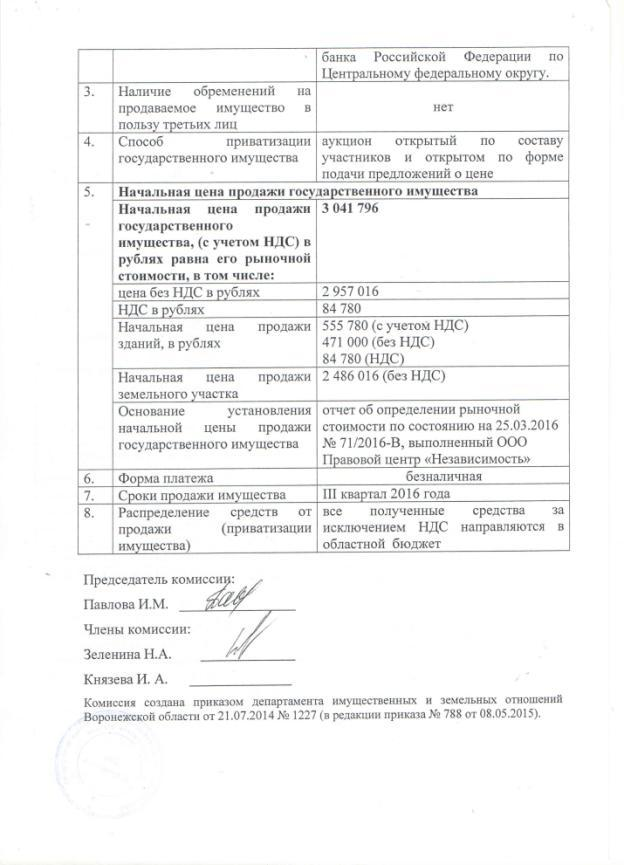 банка Российской Федерации по
Центральному федеральному округу.
3. Наличие обременений на
продаваемое имущество в
пользу третьих лиц
нет
4. Способ приватизации
государственного имущества
аукцион открытый по составу
участников и открытом по форме
подачи предложений о цене
5. Начальная цена продажи государственного имущества
Начальная цена продажи
государственного
имущества, (с учетом НДС) в
рублях равна его рыночной
стоимости, в том числе:
3 041 796
цена без НДС в рублях 2 957 016
НДС в рублях 84 780
Начальная цена продажи
зданий, в рублях
555 780 (с учетом НДС)
471 000 (без НДС)
84 780 (НДС)
Начальная цена продажи
земельного участка
2 486 016 (без НДС)
Основание установления
начальной цены продажи
государственного имущества
отчет об определении рыночной
стоимости по состоянию на 25.03.2016
№ 71/2016-В, выполненный ООО
Правовой центр «Независимость»
6. Форма платежа безналичная
7. Сроки продажи имущества III квартал 2016 года
8. Распределение средств от
продажи (приватизации
имущества)
все полученные средства за
исключением НДС направляются в
областной бюджет
Председатель комиссии:
Павлова И.М.
Члены комиссии:
Зеленина Н.А.
Князева И. А.
Комиссия создана приказом департамента имущественных и земельных отношений
Воронежской области от 21.07.2014 № 1227 (в редакции приказа № 788 от 08.05.2015).